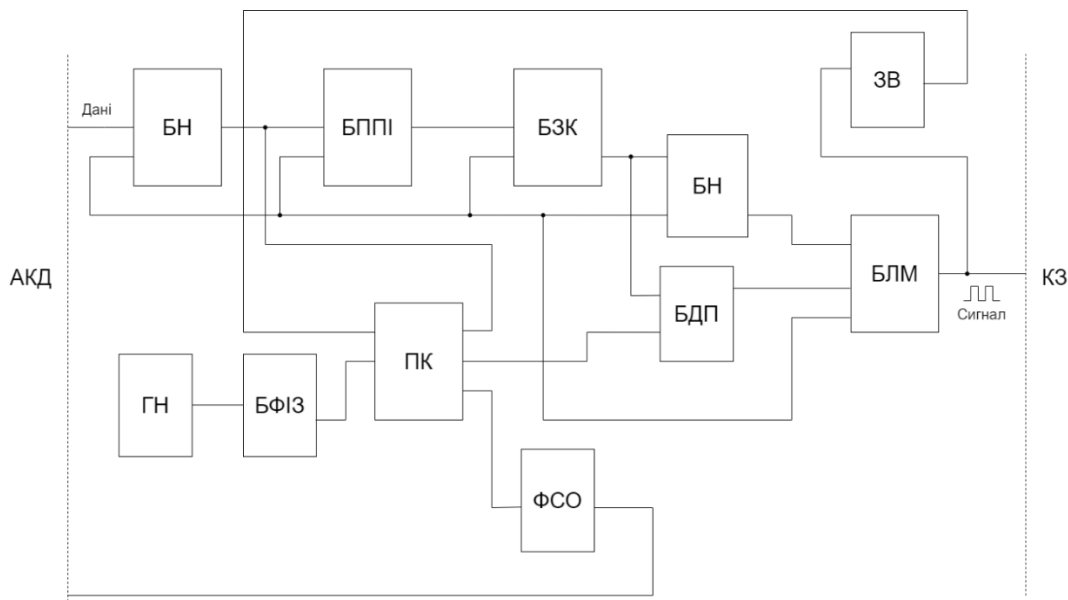 ЗВ
Дані
БН
БППІ
БЗК
БН
АКД
БЛМ
КЗ
БДП
Сигнал
ПК
ГН
БФІЗ
ФСО